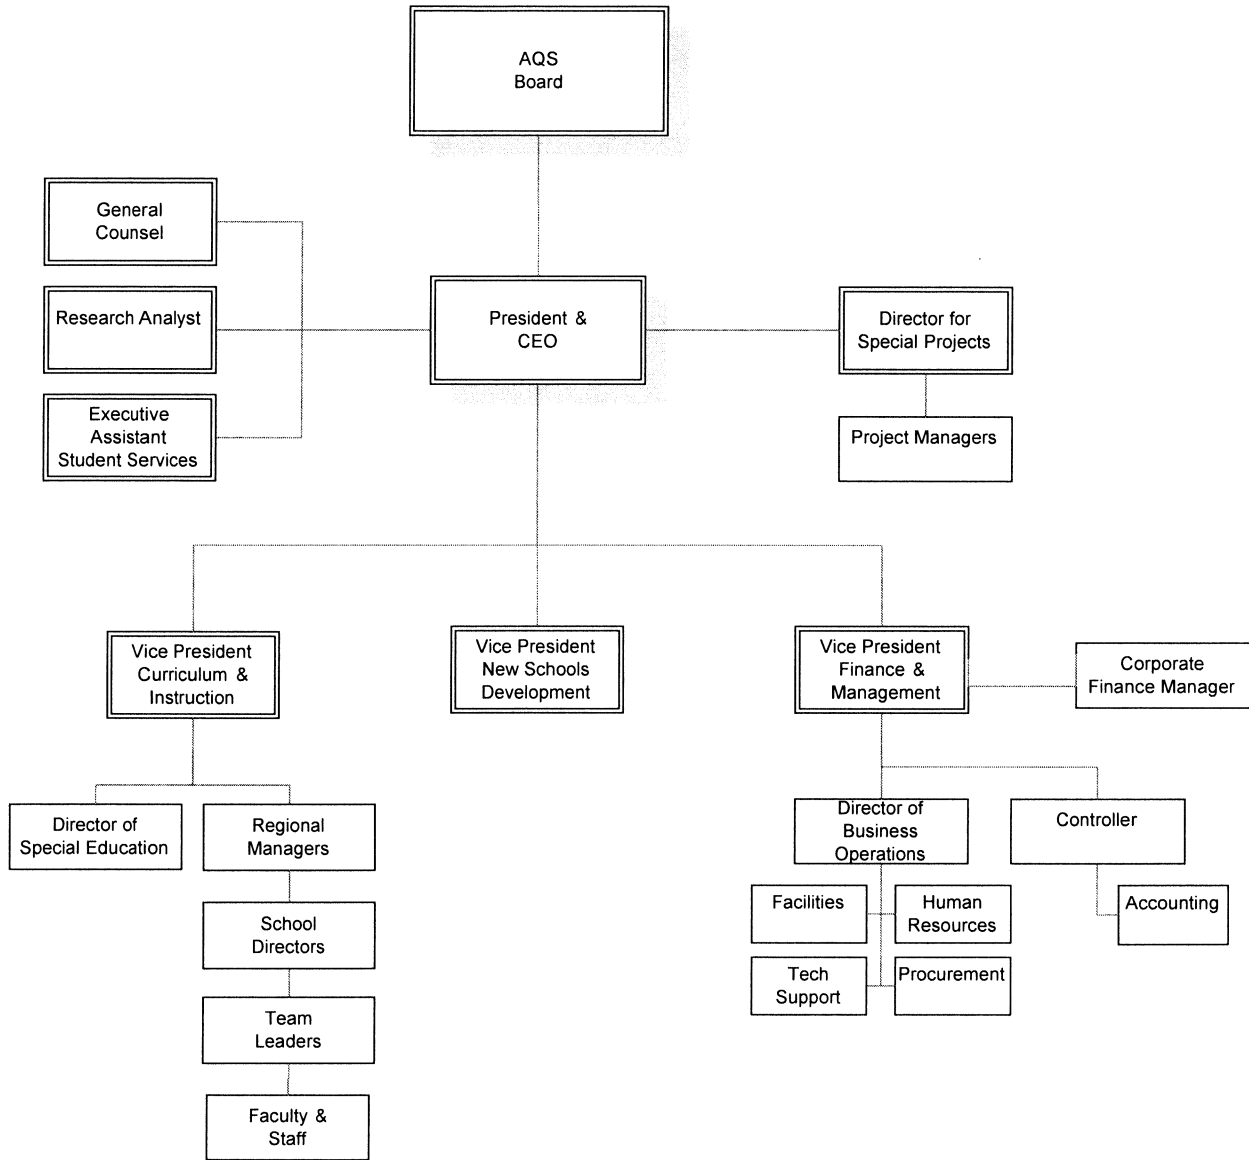 AQS
Board
General
Counsel
Research Analyst
President &
CEO
Director for
Special Projects
Executive
Assistant
Student Services
Project Managers
Vice President
Curriculum &
Instruction
Vice President
New Schools
Development
Vice President
Finance &
Management
Corporate
Finance Manager
Director of
Special Education
Regional
Managers
Director of
Business
Operations
Controller
School
Directors
Facilities
Human
Resources
Accounting
Tech
Support
Procurement
Team
Leaders
Faculty &
Staff